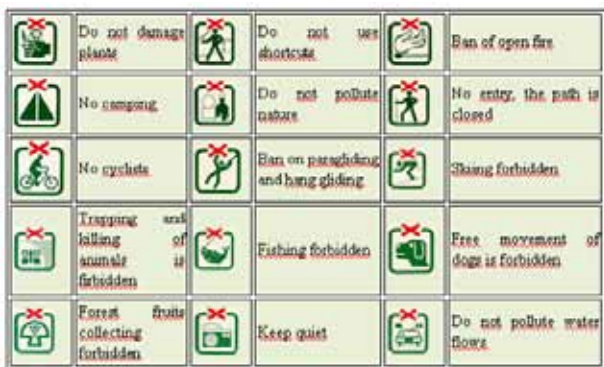 Do not damage
plants
Do not use
shortcuts
Ban of open fire
No camping
Do not pollute
nature
No entry, the path is
closed
No cyclists
Ban on paragliding
and hang gliding
Skiing forbidden
Trapping and
killing of
animals is
firbidden
Fishing forbidden
Free movement of
dogs is forbidden
Forest fruits
collecting
forbidden
Keep quiet
Do not pollute water
flows